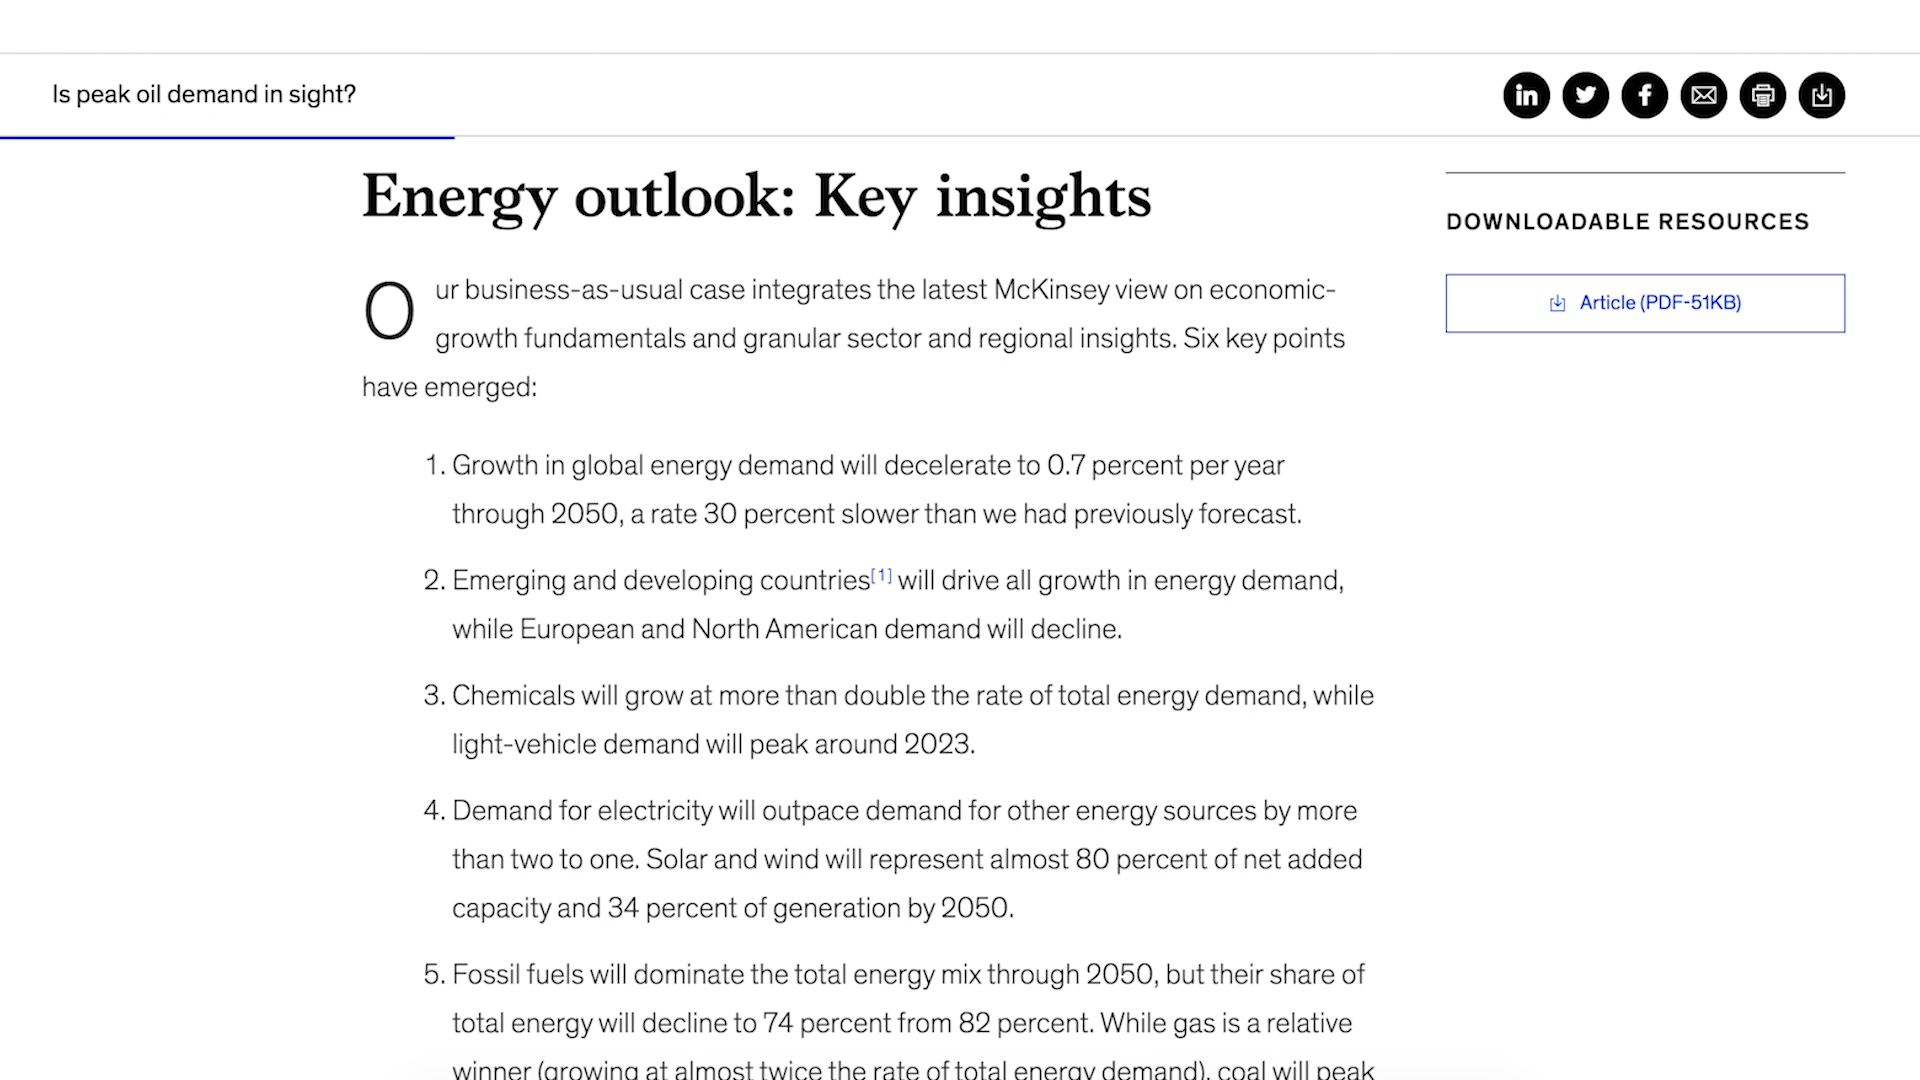 Is peak oil demand in sight?
Energy outlook: Key insights
Our business-as-usual case integrates the latest McKinsey view on economic-
growth fundamentals and granular sector and regional insights. Six key points
have emerged:
1. Growth in global energy demand will decelerate to 0.7 percent per year
through 2050, a rate 30 percent slower than we had previously forecast.
2. Emerging and developing countries[1] will drive all growth in energy demand,
while European and North American demand will decline.
3. Chemicals will grow at more than double the rate of total energy demand, while
light-vehicle demand will peak around 2023.
4. Demand for electricity will outpace demand for other energy sources by more
than two to one. Solar and wind will represent almost 80 percent of net added
capacity and 34 percent of generation by 2050.
5. Fossil fuels will dominate the total energy mix through 2050, but their share of
total energy will decline to 74 percent from 82 percent. While gas is a relative
winner (growing at almost twice the rate of total energy demand), coal will peak
DOWNLOADABLE RESOURCES
Article (PDF-51KB)